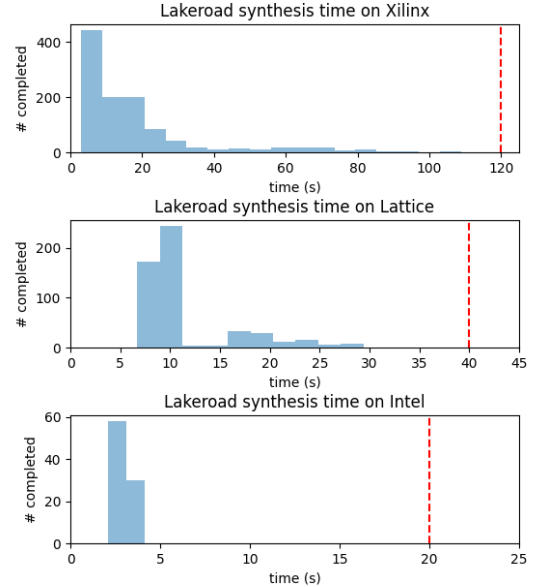 Lakeroad synthesis time on Xilinx
400
200
0
# completed
0 20 40 60 80 100 120
time (s)
Lakeroad synthesis time on Lattice
200
100
0
# completed
0 5 10 15 20 25 30 35 40 45
time (s)
Lakeroad synthesis time on Intel
60
40
20
0
# completed
0 5 10 15 20 25
time (s)